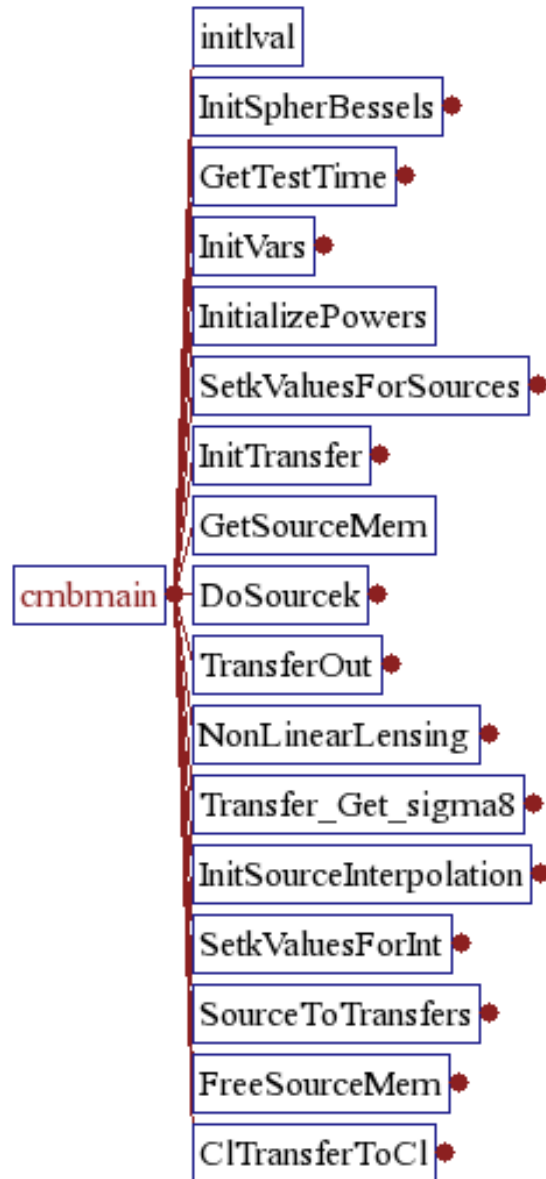 initlval
InitSpherBessels
GetTestTime
InitVars
InitializePowers
SetkValuesForSources
InitTransfer
GetSourceMem
cmbmain
DoSourcek
TransferOut
NonLinearLensing
Transfer_Get_sigma8
InitSourceInterpolation
SetkValuesForInt
SourceToTransfers
FreeSourceMem
ClTransferToCl